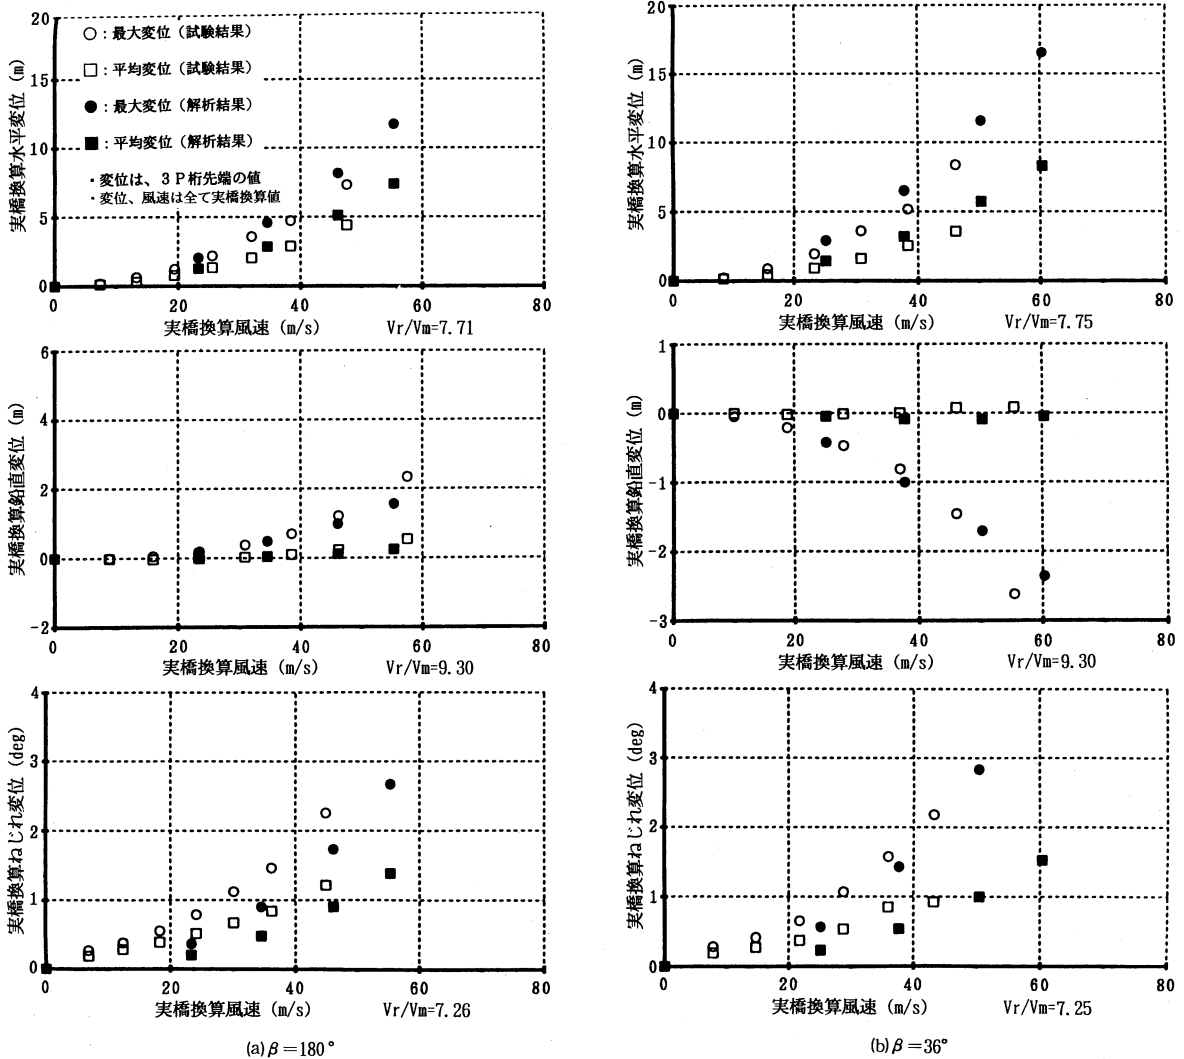 実橋換算水平変位 (m)
20
15
10
5
0
○ : 最大変位 (試験結果)
□ : 平均変位 (試験結果)
● : 最大変位 (解析結果)
■ : 平均変位 (解析結果)
・変位は、3P桁先端の値
・変位、風速は全て実橋換算値
0 20 40 60 80
実橋換算風速 (m/s) Vr/Vm=7.71
実橋換算鉛直変位 (m)
6
4
2
0
-2
0 20 40 60 80
実橋換算風速 (m/s) Vr/Vm=9.30
実橋換算ねじれ変位 (deg)
4
3
2
1
0
0 20 40 60 80
実橋換算風速 (m/s) Vr/Vm=7.26
(a) β=180°
実橋換算水平変位 (m)
20
15
10
5
0
0 20 40 60 80
実橋換算風速 (m/s) Vr/Vm=7.75
実橋換算鉛直変位 (m)
1
0
-1
-2
-3
0 20 40 60 80
実橋換算風速 (m/s) Vr/Vm=9.30
実橋換算ねじれ変位 (deg)
4
3
2
1
0
0 20 40 60 80
実橋換算風速 (m/s) Vr/Vm=7.25
(b) β=36°